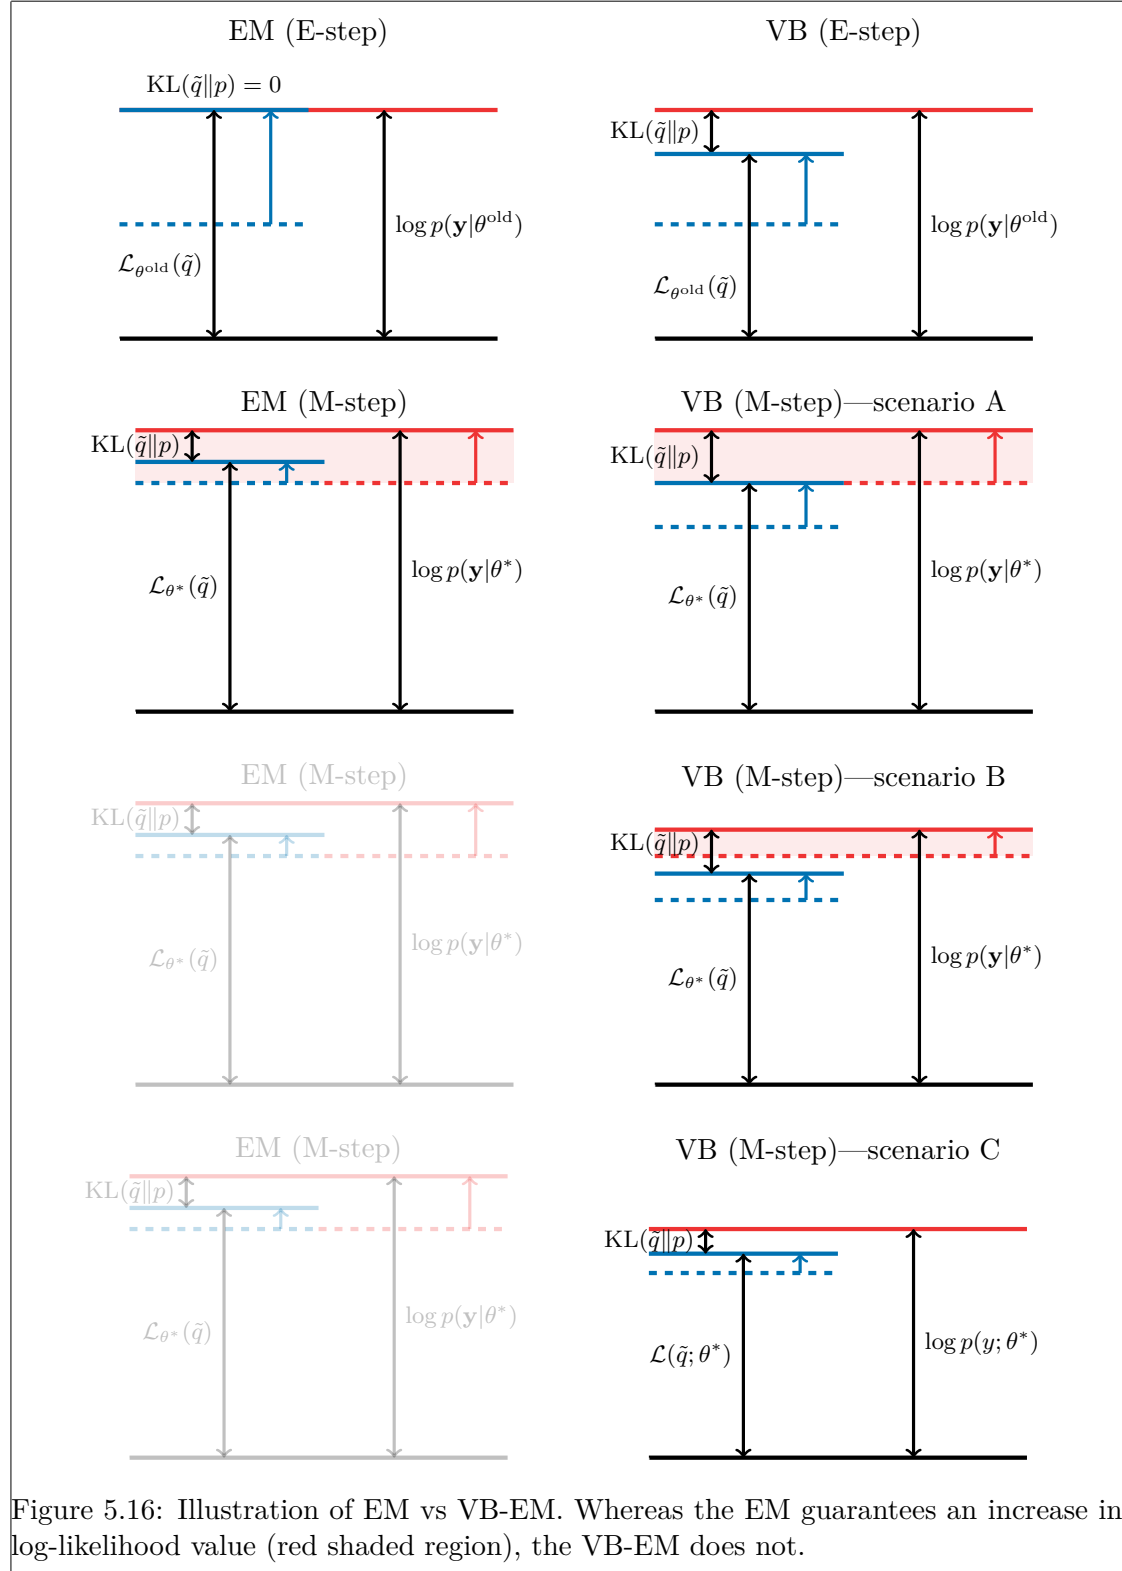 EM (E-step)
VB (E-step)
KL(q̃‖p) = 0
KL(q̃‖p)
log p(y|θ^old)
log p(y|θ^old)
ℒ_θ^old(q̃)
ℒ_θ^old(q̃)
EM (M-step)
VB (M-step)—scenario A
KL(q̃‖p)
KL(q̃‖p)
log p(y|θ*)
log p(y|θ*)
ℒ_θ*(q̃)
ℒ_θ*(q̃)
EM (M-step)
VB (M-step)—scenario B
KL(q̃‖p)
KL(q̃‖p)
log p(y|θ*)
log p(y|θ*)
ℒ_θ*(q̃)
ℒ_θ*(q̃)
EM (M-step)
VB (M-step)—scenario C
KL(q̃‖p)
KL(q̃‖p)
log p(y|θ*)
log p(y; θ*)
ℒ_θ*(q̃)
ℒ(q̃; θ*)
Figure 5.16: Illustration of EM vs VB-EM. Whereas the EM guarantees an increase in
log-likelihood value (red shaded region), the VB-EM does not.